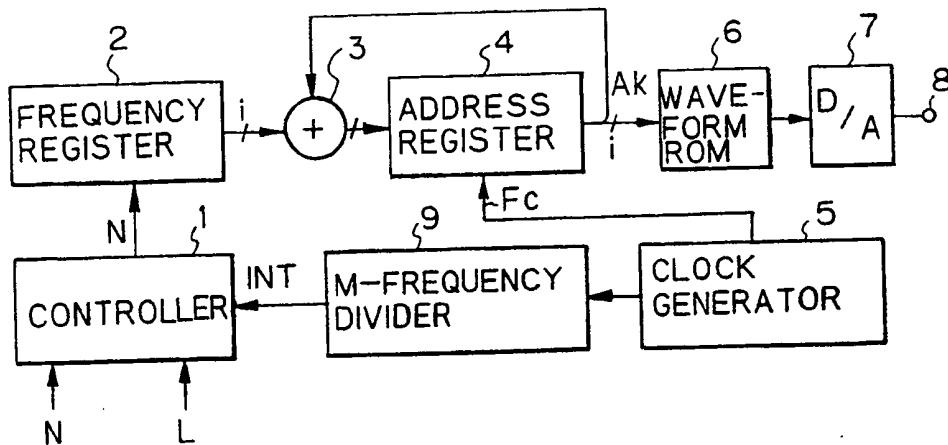 2
3
4
6
7
8
FREQUENCY
REGISTER
i
+
ADDRESS
REGISTER
Ak
i
WAVE-
FORM
ROM
D/A
N
1
Fc
9
5
CONTROLLER
INT
M-FREQUENCY
DIVIDER
CLOCK
GENERATOR
N
L